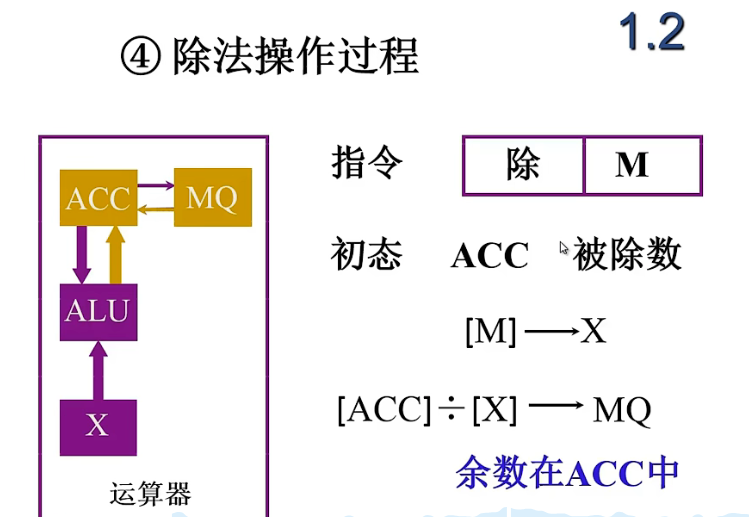 1.2
④ 除法操作过程
指令 除 M
ACC MQ
初态 ACC 被除数
ALU
[M]⟶X
[ACC]÷[X]⟶MQ
X
余数在ACC中
运算器